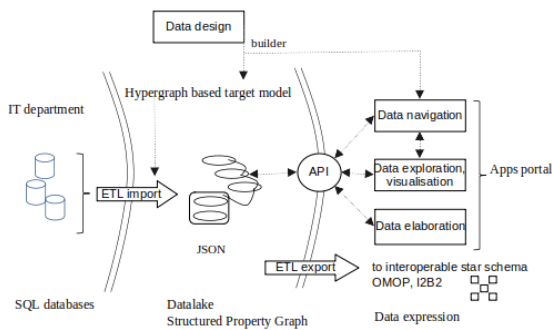 Data design
builder
Hypergraph based target model
IT department
Data navigation
ETL import
API
Data exploration,
visualisation
Apps portal
Data elaboration
JSON
ETL export
to interoperable star schema
OMOP, I2B2
SQL databases
Datalake
Structured Property Graph
Data expression